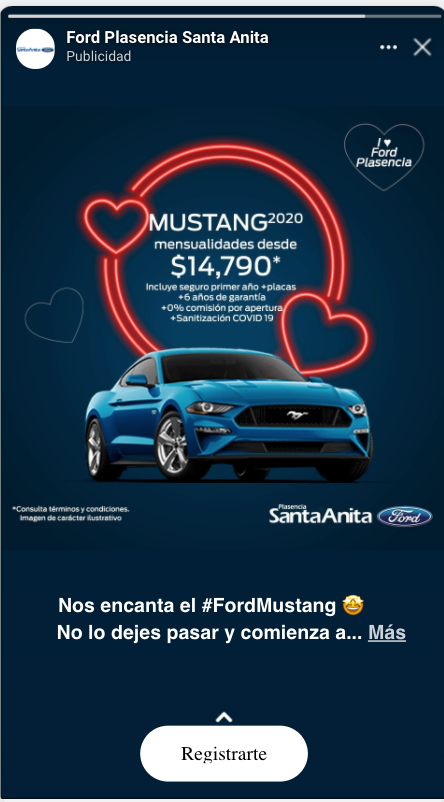 Ford Plasencia Santa Anita
Publicidad
I ♥
Ford
Plasencia
MUSTANG2020
mensualidades desde
$14,790*
Incluye seguro primer año +placas
+6 años de garantía
+0% comisión por apertura
+Sanitización COVID 19
*Consulta términos y condiciones.
Imagen de carácter ilustrativo
Plasencia
SantaAnita Ford
Nos encanta el #FordMustang 🤩
No lo dejes pasar y comienza a... Más
Registrarte